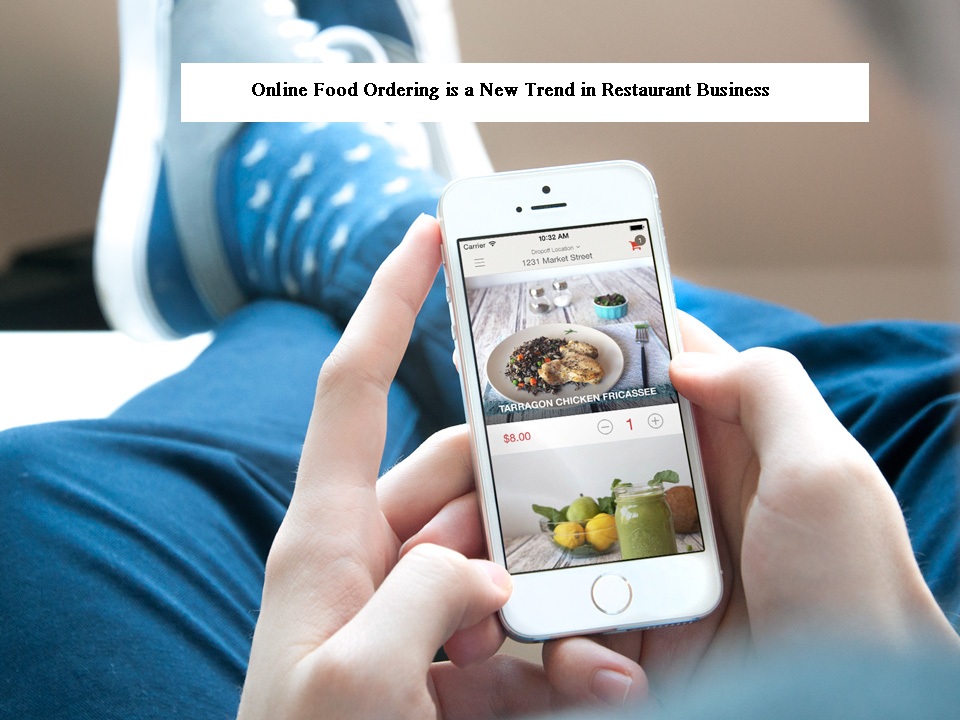 Online Food Ordering is a New Trend in Restaurant Business
Carrier
10:32 AM
Dropoff Location
1231 Market Street
1
TARRAGON CHICKEN FRICASSEE
$8.00
1